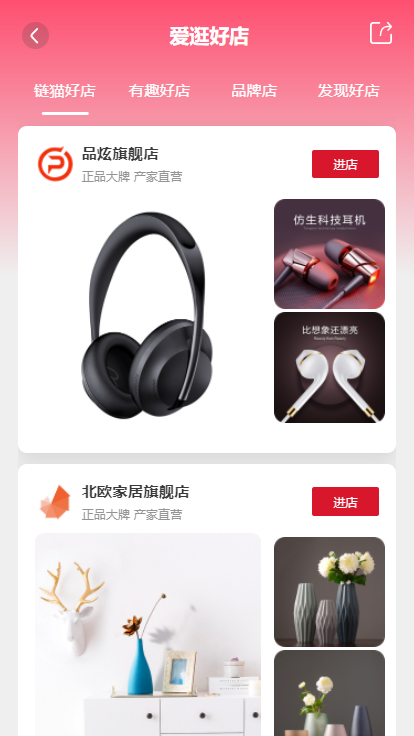 爱逛好店
链猫好店 有趣好店 品牌店 发现好店
品炫旗舰店
正品大牌 产家直营
进店
仿生科技耳机
比想象还漂亮
Beauty from Beauty
北欧家居旗舰店
正品大牌 产家直营
进店